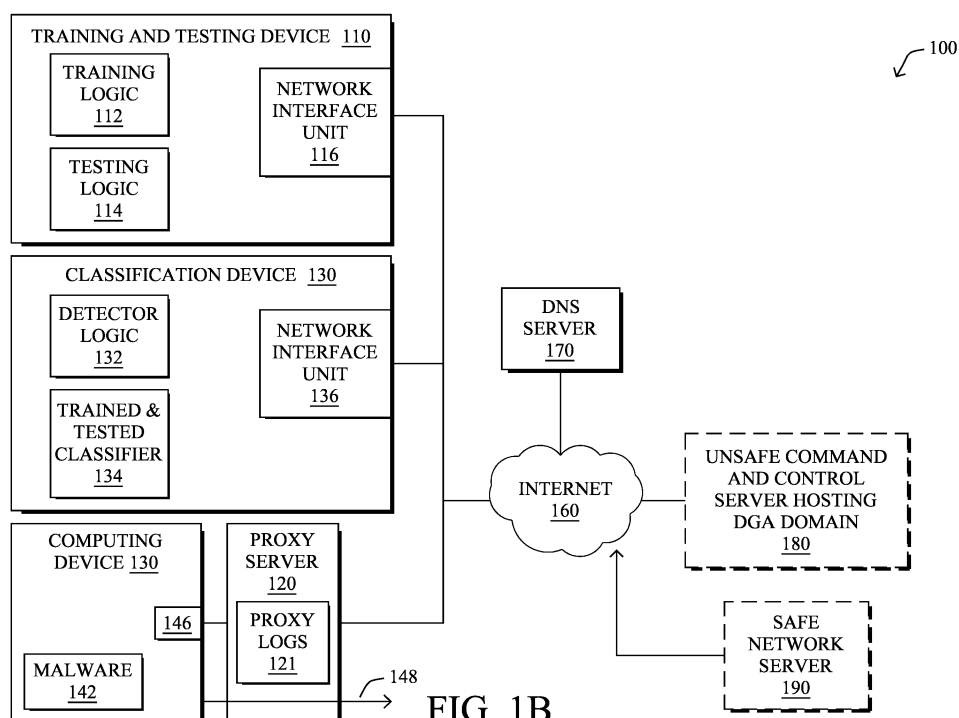 TRAINING AND TESTING DEVICE 110
TRAINING
LOGIC
112
TESTING
LOGIC
114
NETWORK
INTERFACE
UNIT
116
100
CLASSIFICATION DEVICE 130
DETECTOR
LOGIC
132
TRAINED &
TESTED
CLASSIFIER
134
NETWORK
INTERFACE
UNIT
136
DNS
SERVER
170
INTERNET
160
UNSAFE COMMAND
AND CONTROL
SERVER HOSTING
DGA DOMAIN
180
COMPUTING
DEVICE 130
146
MALWARE
142
PROXY
SERVER
120
PROXY
LOGS
121
148
SAFE
NETWORK
SERVER
190
FIG. 1B